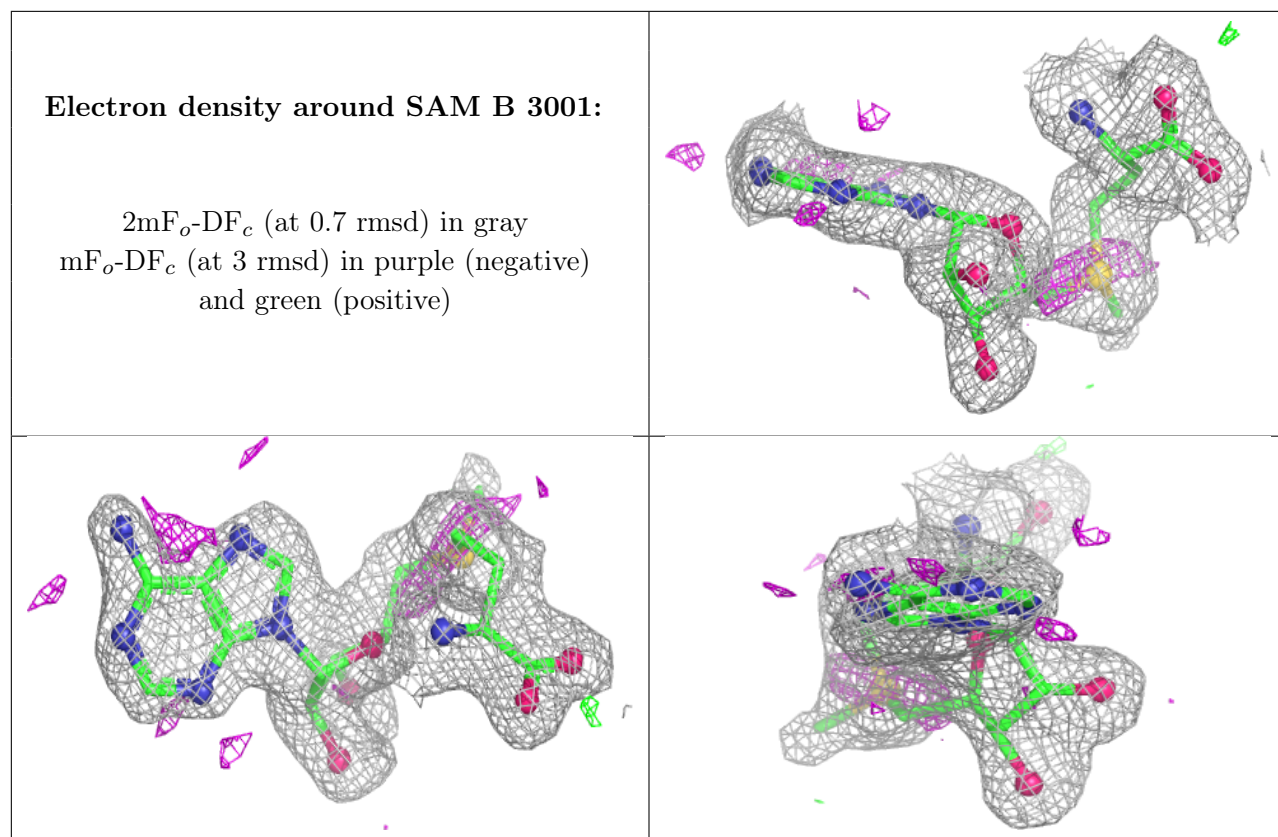 Electron density around SAM B 3001:
2mFₒ-DF𝒸 (at 0.7 rmsd) in gray
mFₒ-DF𝒸 (at 3 rmsd) in purple (negative)
and green (positive)